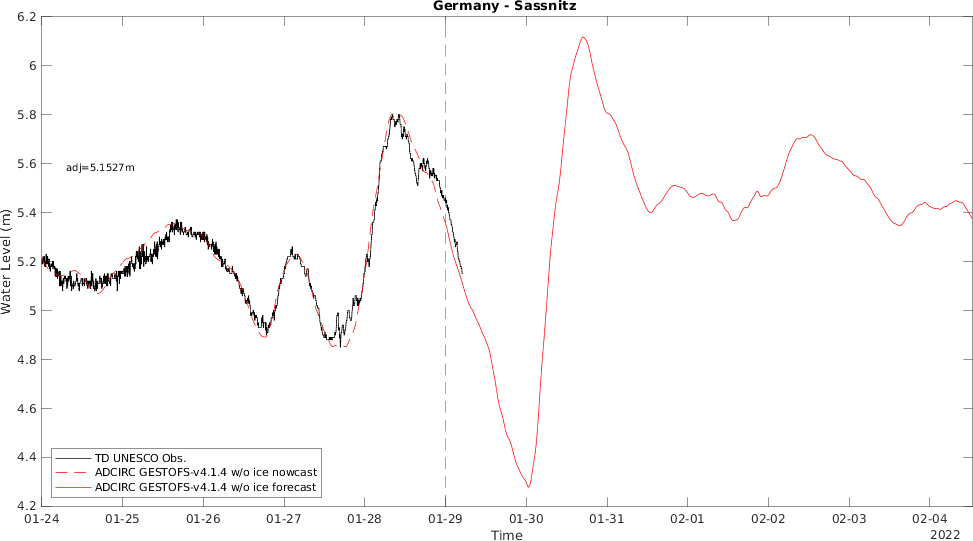 Germany - Sassnitz
6.2
6
5.8
5.6
5.4
5.2
5
4.8
4.6
4.4
4.2
Water Level (m)
adj=5.1527m
TD UNESCO Obs.
ADCIRC GESTOFS-v4.1.4 w/o ice nowcast
ADCIRC GESTOFS-v4.1.4 w/o ice forecast
01-24 01-25 01-26 01-27 01-28 01-29 01-30 01-31 02-01 02-02 02-03 02-04
Time
2022